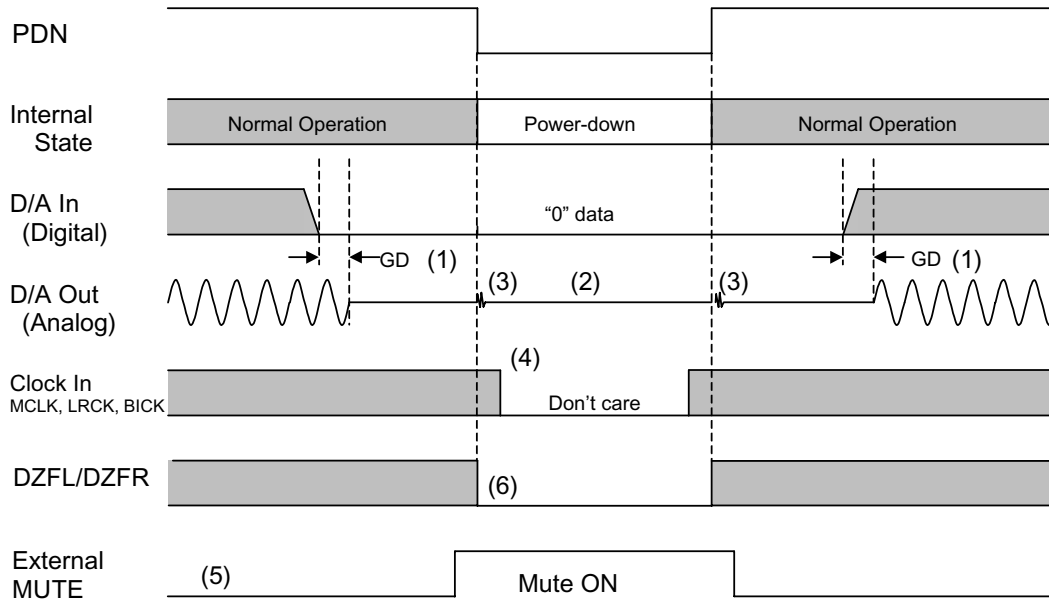 PDN
Internal
State
Normal Operation
Power-down
Normal Operation
D/A In
(Digital)
“0” data
GD
(1)
GD
(1)
D/A Out
(Analog)
(3)
(2)
(3)
Clock In
MCLK, LRCK, BICK
(4)
Don’t care
DZFL/DZFR
(6)
External
MUTE
(5)
Mute ON